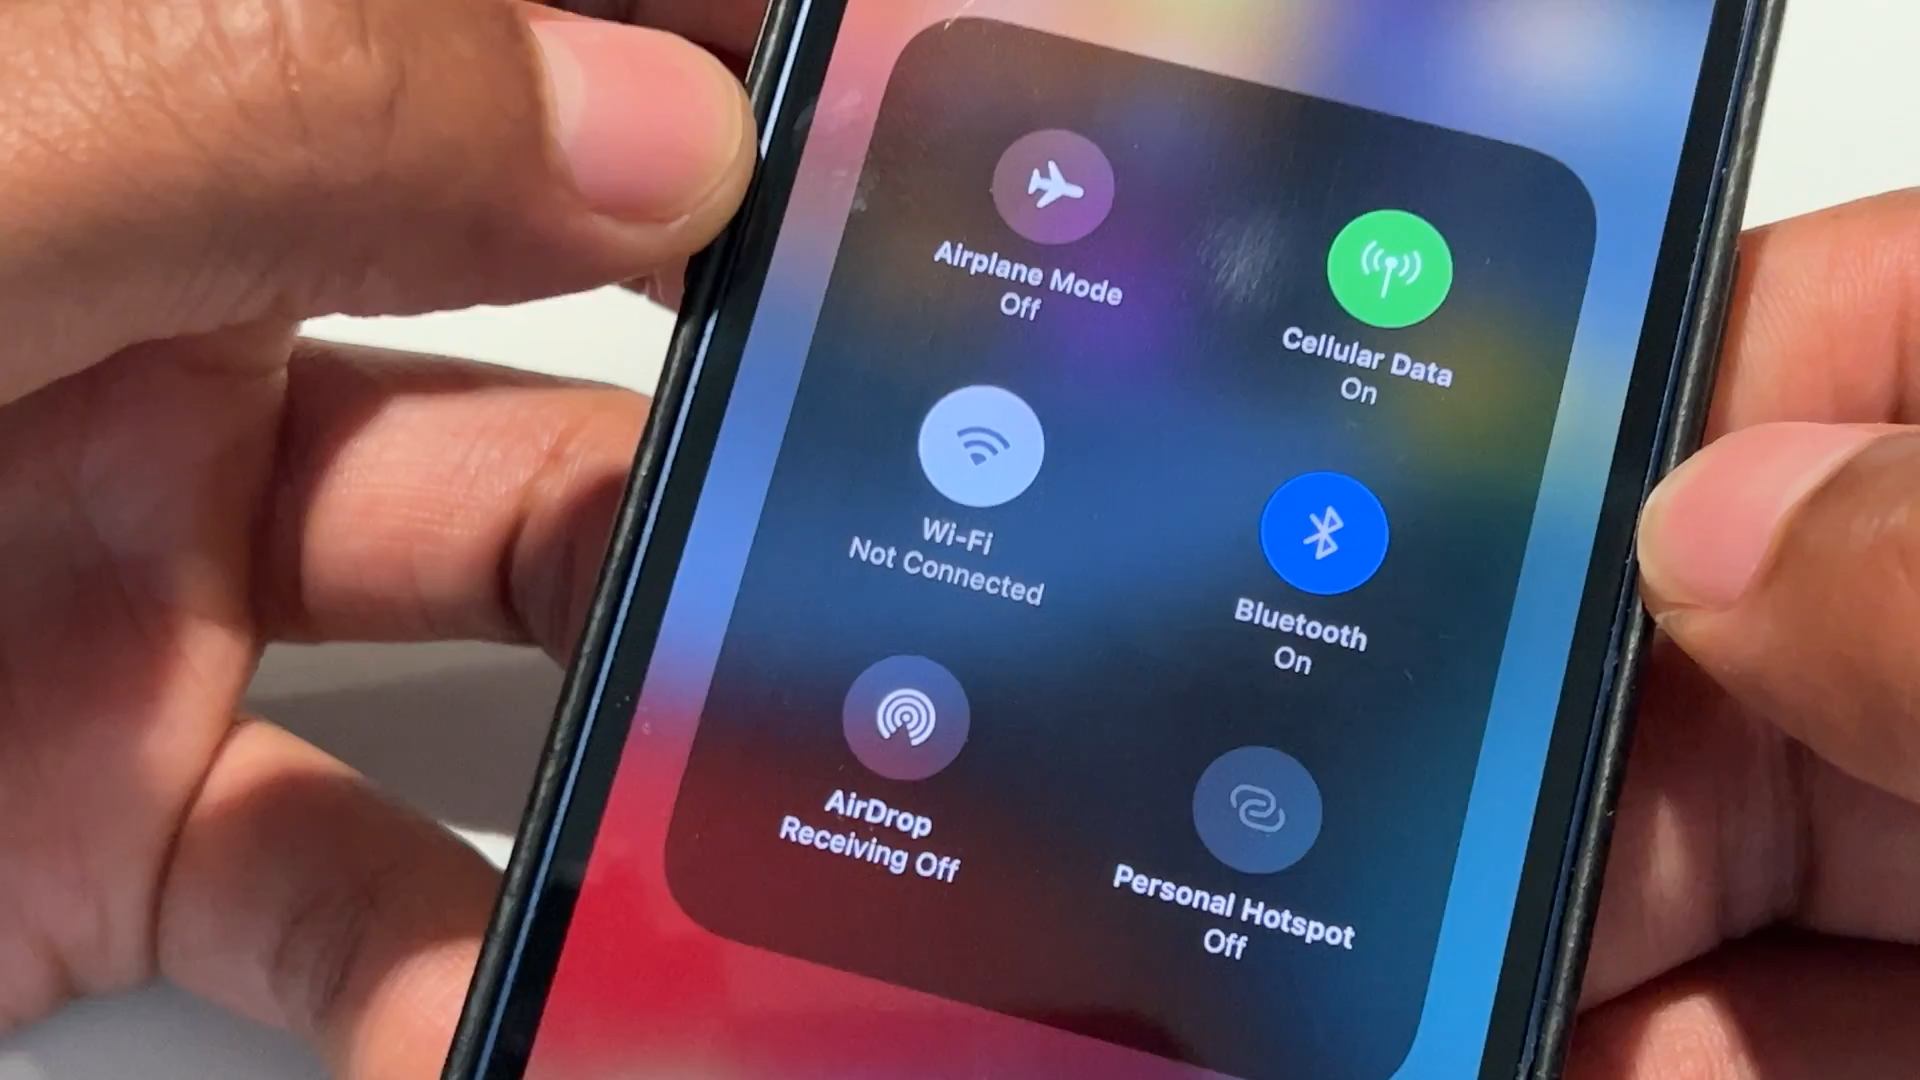 Airplane Mode
Off
Cellular Data
On
Wi-Fi
Not Connected
Bluetooth
On
AirDrop
Receiving Off
Personal Hotspot
Off